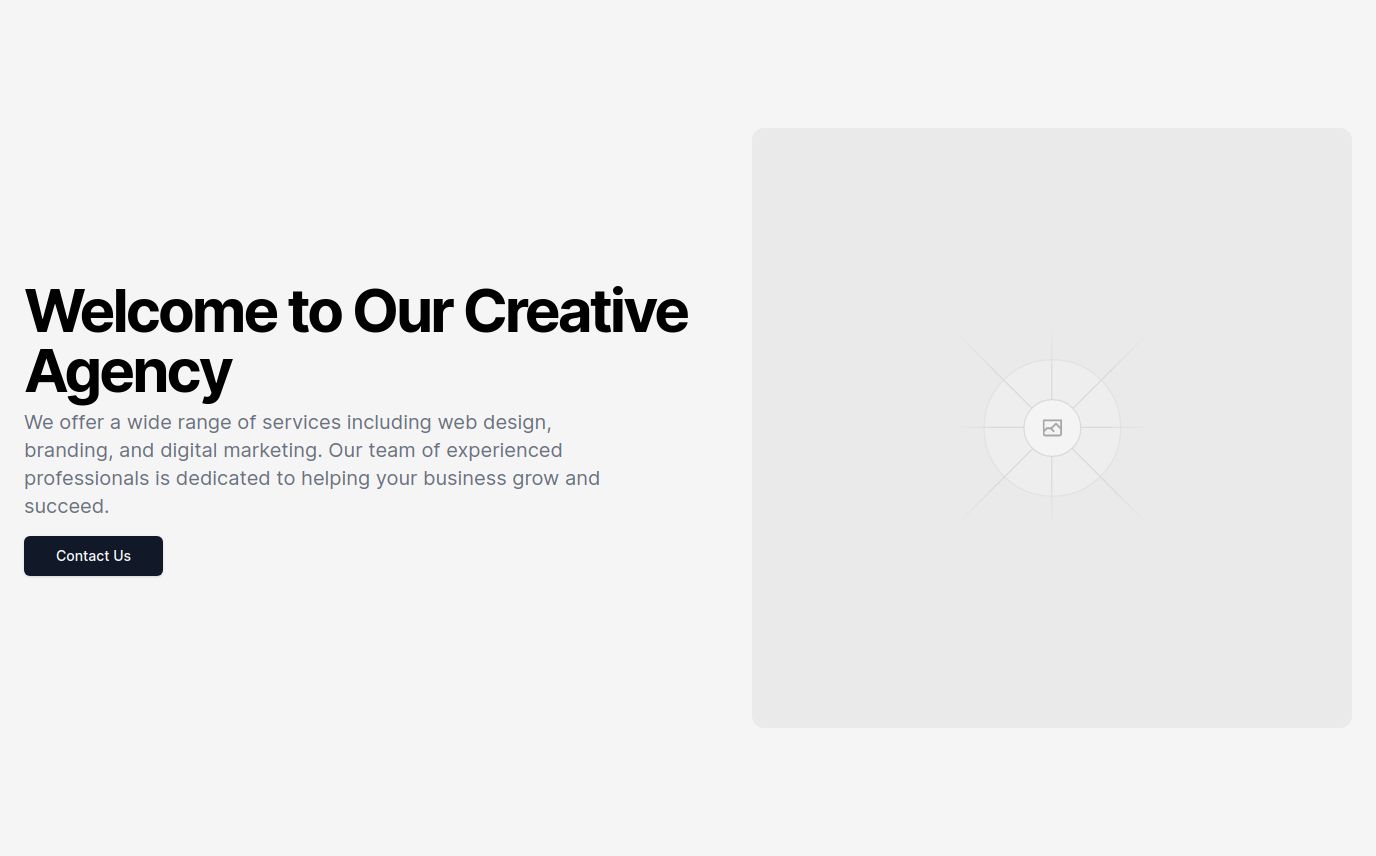 Welcome to Our Creative
Agency
We offer a wide range of services including web design,
branding, and digital marketing. Our team of experienced
professionals is dedicated to helping your business grow and
succeed.
Contact Us